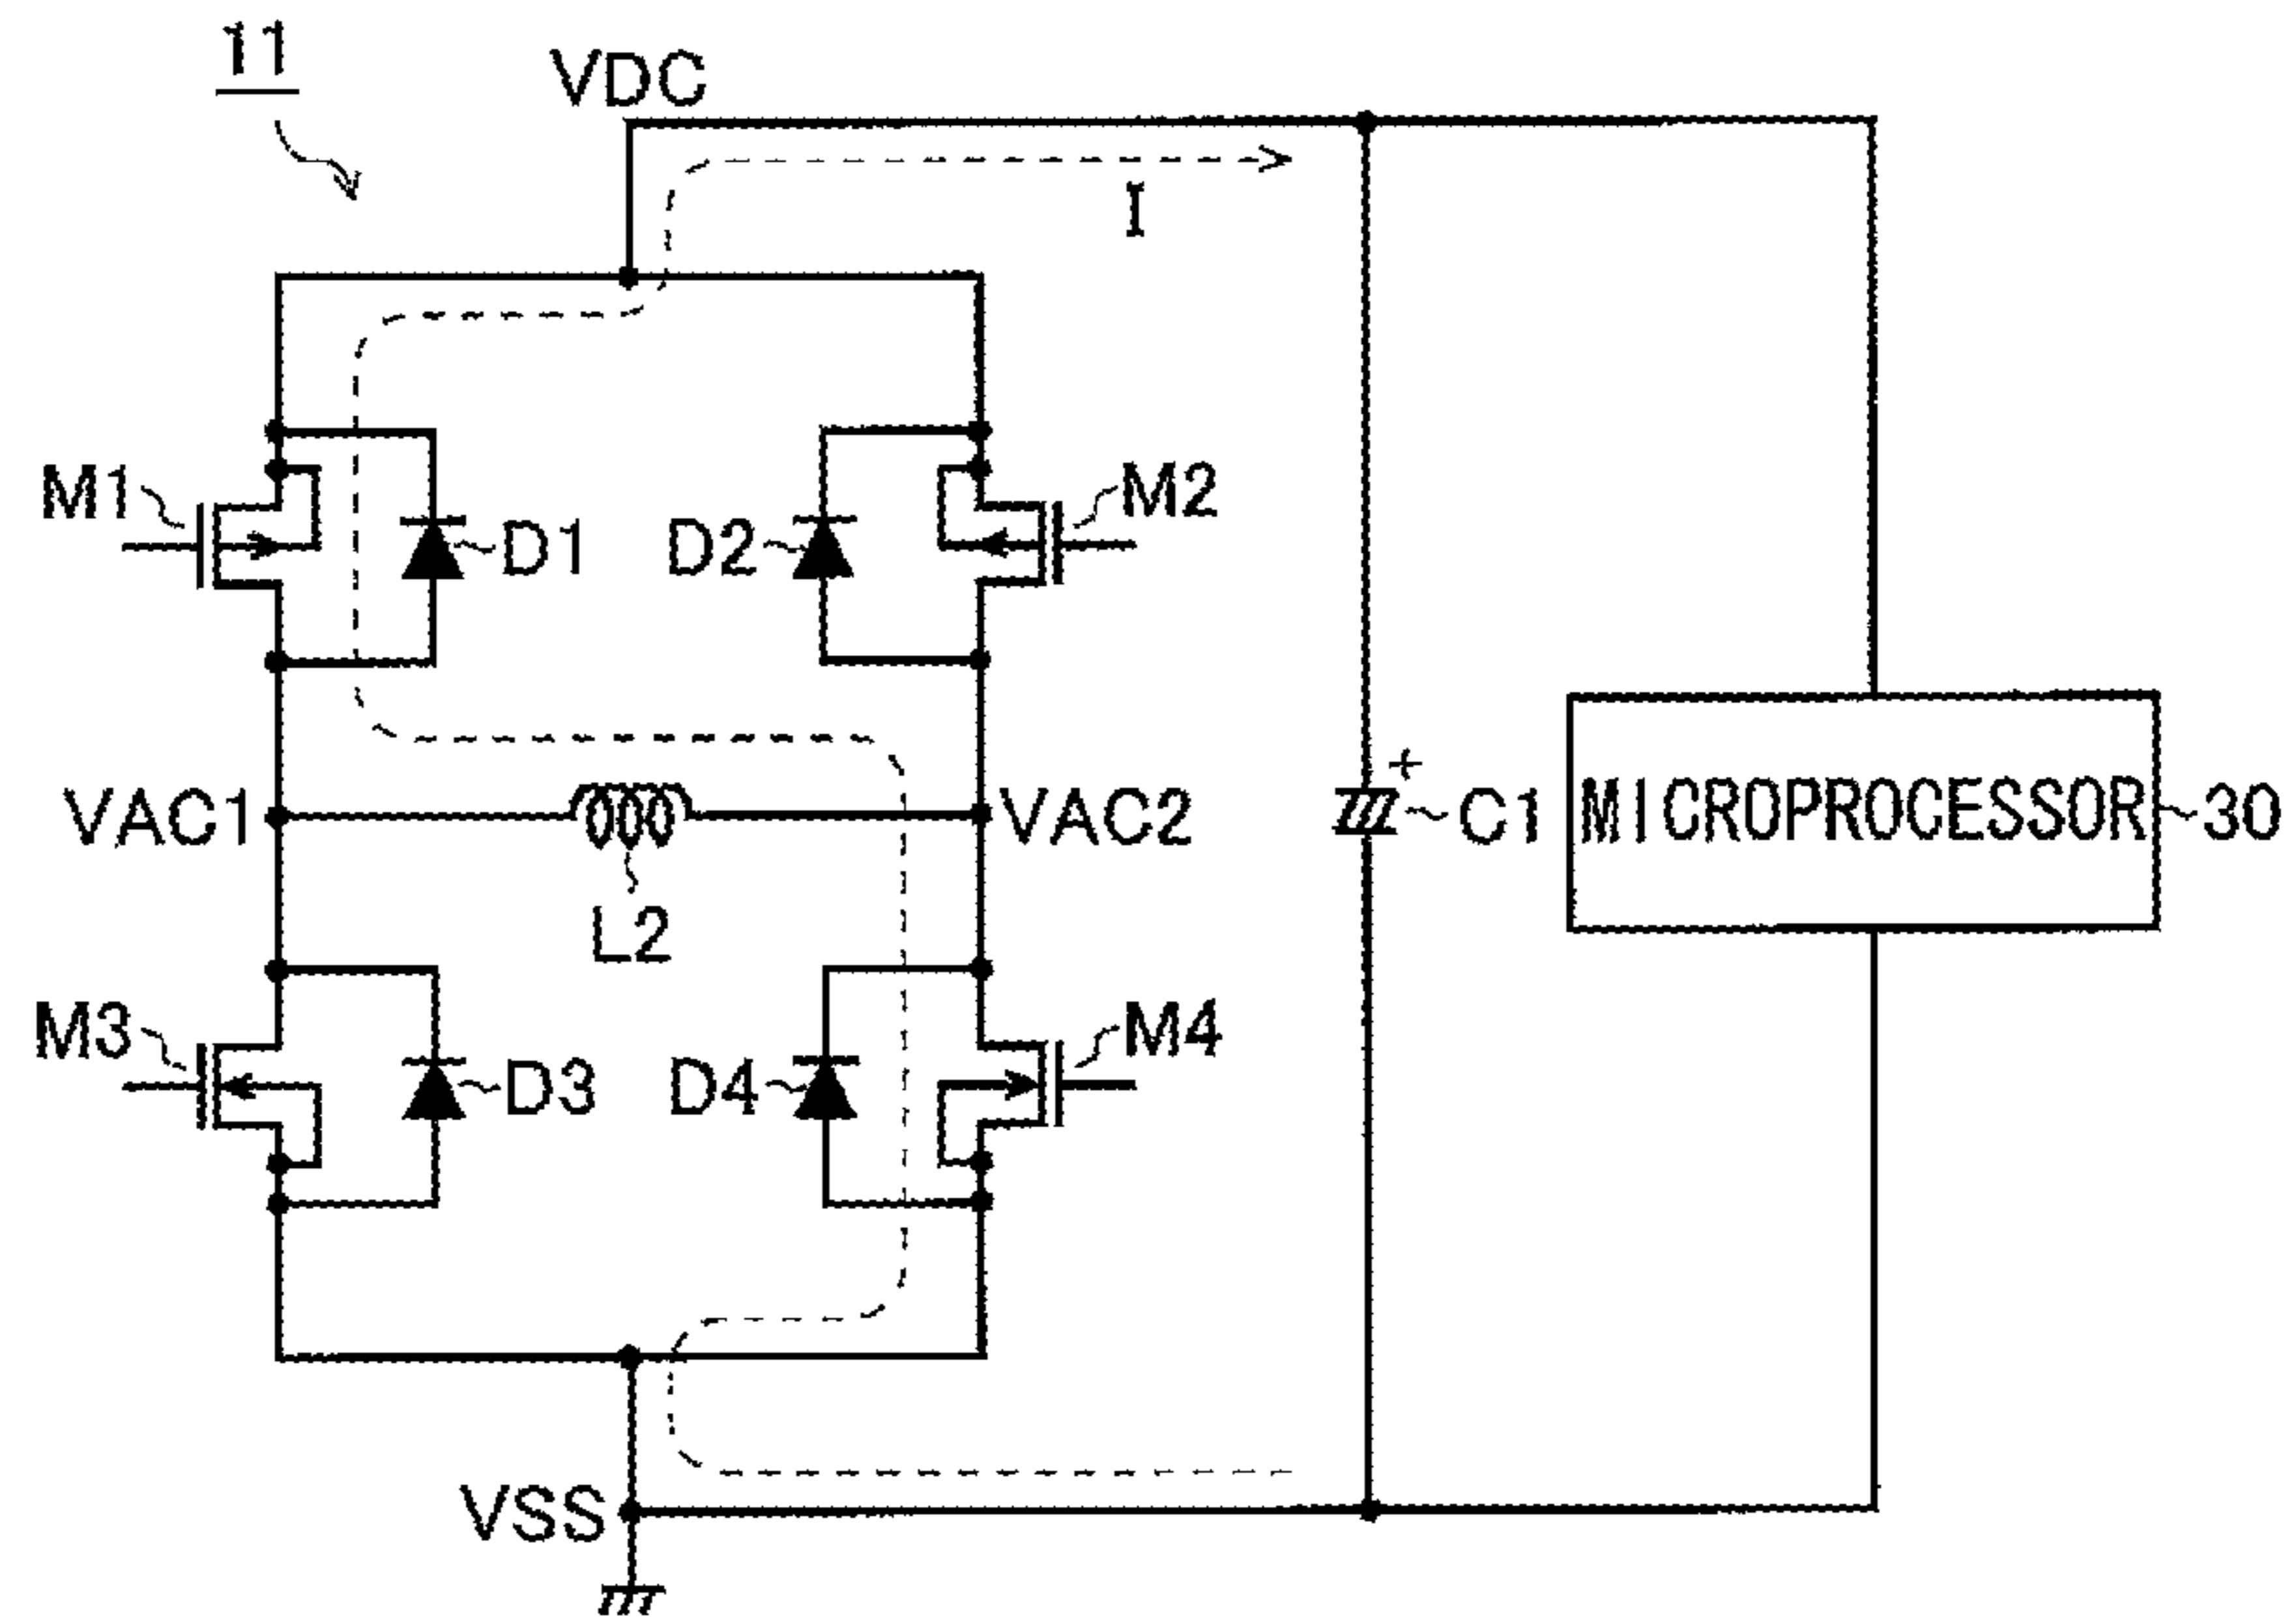 11
VDC
I
M1
D1
D2
M2
VAC1
L2
VAC2
C1
MICROPROCESSOR
30
M3
D3
D4
M4
VSS